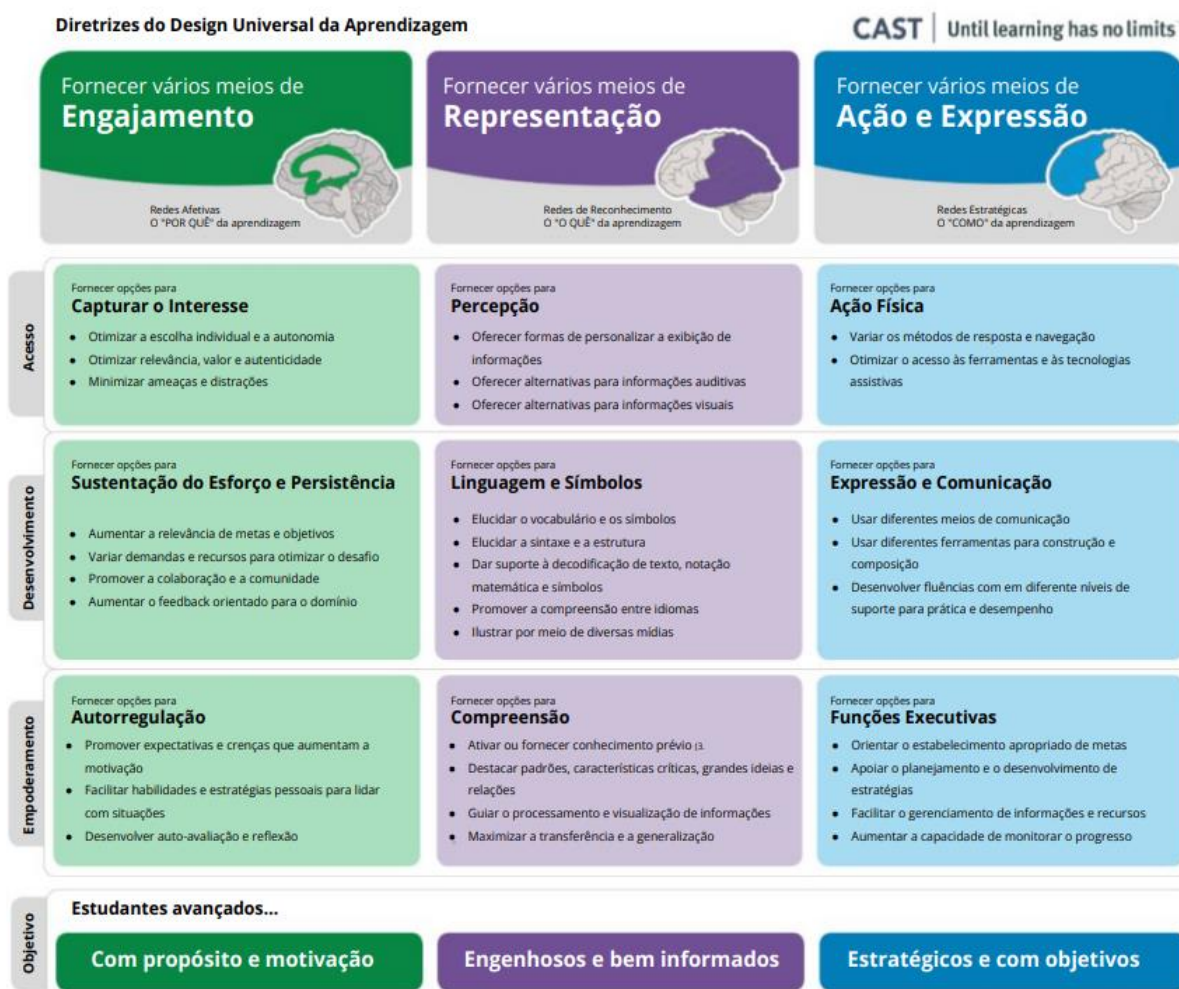 Diretrizes do Design Universal da Aprendizagem
CAST | Until learning has no limits
Fornecer vários meios de
Engajamento
Redes Afetivas
O "POR QUÊ" da aprendizagem
Fornecer vários meios de
Representação
Redes de Reconhecimento
O "O QUÊ" da aprendizagem
Fornecer vários meios de
Ação e Expressão
Redes Estratégicas
O "COMO" da aprendizagem
Acesso
Fornecer opções para
Capturar o Interesse
● Otimizar a escolha individual e a autonomia
● Otimizar relevância, valor e autenticidade
● Minimizar ameaças e distrações
Fornecer opções para
Percepção
● Oferecer formas de personalizar a exibição de
informações
● Oferecer alternativas para informações auditivas
● Oferecer alternativas para informações visuais
Fornecer opções para
Ação Física
● Variar os métodos de resposta e navegação
● Otimizar o acesso às ferramentas e às tecnologias
assistivas
Desenvolvimento
Fornecer opções para
Sustentação do Esforço e Persistência
● Aumentar a relevância de metas e objetivos
● Variar demandas e recursos para otimizar o desafio
● Promover a colaboração e a comunidade
● Aumentar o feedback orientado para o domínio
Fornecer opções para
Linguagem e Símbolos
● Elucidar o vocabulário e os símbolos
● Elucidar a sintaxe e a estrutura
● Dar suporte à decodificação de texto, notação
matemática e símbolos
● Promover a compreensão entre idiomas
● Ilustrar por meio de diversas mídias
Fornecer opções para
Expressão e Comunicação
● Usar diferentes meios de comunicação
● Usar diferentes ferramentas para construção e
composição
● Desenvolver fluências com em diferente níveis de
suporte para prática e desempenho
Empoderamento
Fornecer opções para
Autorregulação
● Promover expectativas e crenças que aumentam a
motivação
● Facilitar habilidades e estratégias pessoais para lidar
com situações
● Desenvolver auto-avaliação e reflexão
Fornecer opções para
Compreensão
● Ativar ou fornecer conhecimento prévio (3.
● Destacar padrões, características críticas, grandes ideias e
relações
● Guiar o processamento e visualização de informações
● Maximizar a transferência e a generalização
Fornecer opções para
Funções Executivas
● Orientar o estabelecimento apropriado de metas
● Apoiar o planejamento e o desenvolvimento de
estratégias
● Facilitar o gerenciamento de informações e recursos
● Aumentar a capacidade de monitorar o progresso
Objetivo
Estudantes avançados...
Com propósito e motivação
Engenhosos e bem informados
Estratégicos e com objetivos